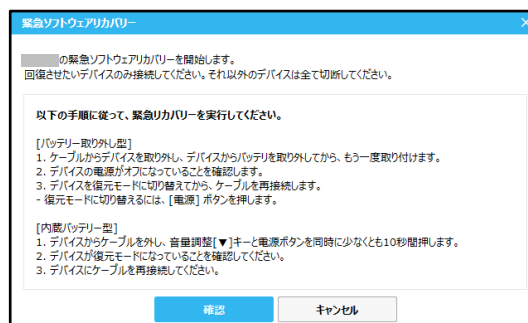 緊急ソフトウェアリカバリー
の緊急ソフトウェアリカバリーを開始します。
回復させたいデバイスのみ接続してください。それ以外のデバイスは全て切断してください。
以下の手順に従って、緊急リカバリーを実行してください。
[バッテリー取り外し型]
1. ケーブルからデバイスを取り外し、デバイスからバッテリを取り外してから、もう一度取り付けます。
2. デバイスの電源がオフになっていることを確認します。
3. デバイスを復元モードに切り替えてから、ケーブルを再接続します。
- 復元モードに切り替えるには、[電源] ボタンを押します。
[内蔵バッテリー型]
1. デバイスからケーブルを外し、音量調整[▼]キーと電源ボタンを同時に少なくとも10秒間押します。
2. デバイスが復元モードになっていることを確認してください。
3. デバイスにケーブルを再接続してください。
確認 キャンセル